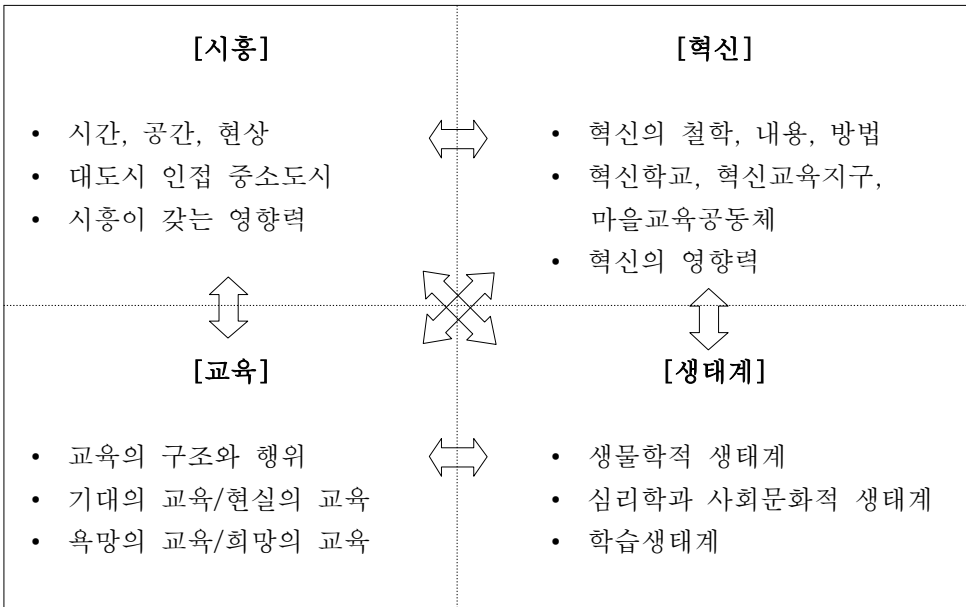 [시흥]
• 시간, 공간, 현상
• 대도시 인접 중소도시
• 시흥이 갖는 영향력
[혁신]
• 혁신의 철학, 내용, 방법
• 혁신학교, 혁신교육지구,
마을교육공동체
• 혁신의 영향력
[교육]
• 교육의 구조와 행위
• 기대의 교육/현실의 교육
• 욕망의 교육/희망의 교육
[생태계]
• 생물학적 생태계
• 심리학과 사회문화적 생태계
• 학습생태계